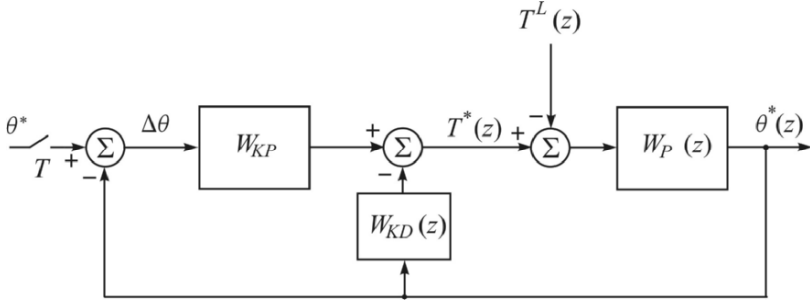 T^L(z)
θ* T + − Σ Δθ W_KP + − Σ T*(z) + − Σ W_P (z) θ*(z)
W_KD(z)